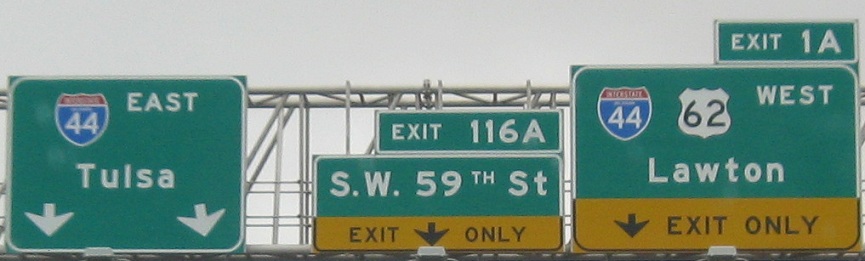 INTERSTATE
44
EAST
Tulsa
EXIT 116A
S.W. 59TH St
EXIT ONLY
EXIT 1A
INTERSTATE
44
62
WEST
Lawton
EXIT ONLY